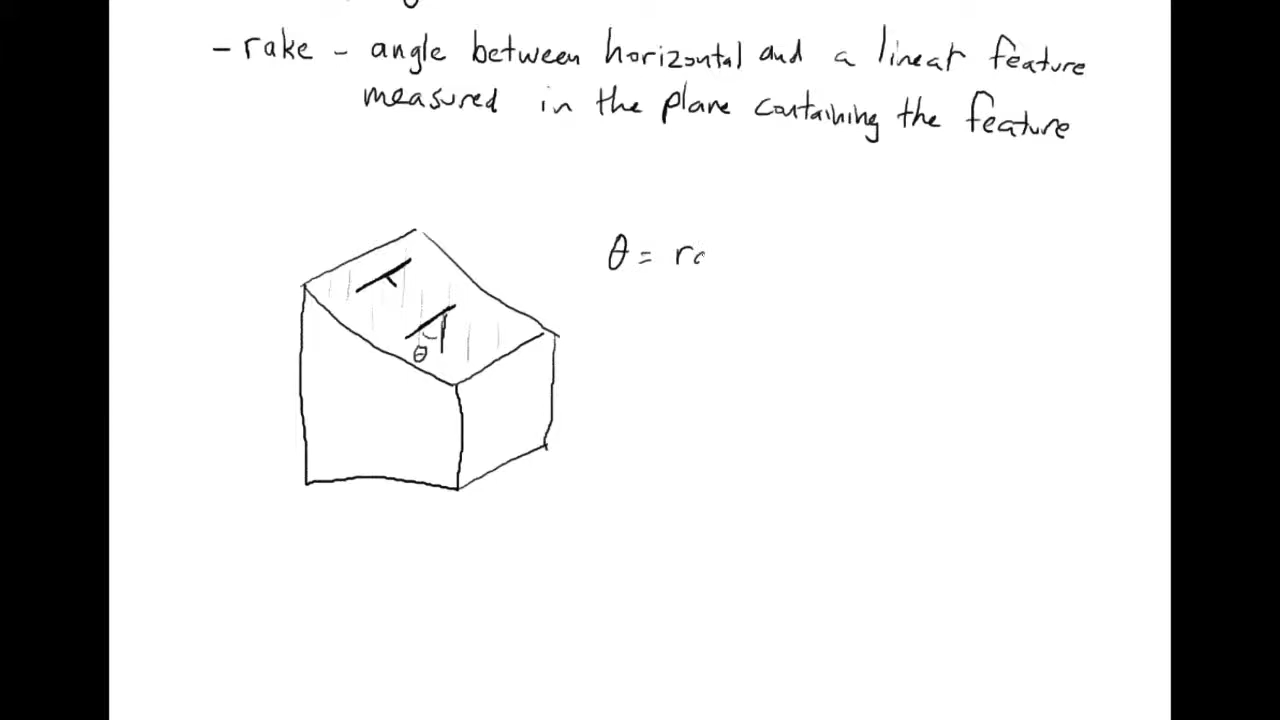 - rake - angle between horizontal and a linear feature
measured in the plane containing the feature
θ = ra
θ